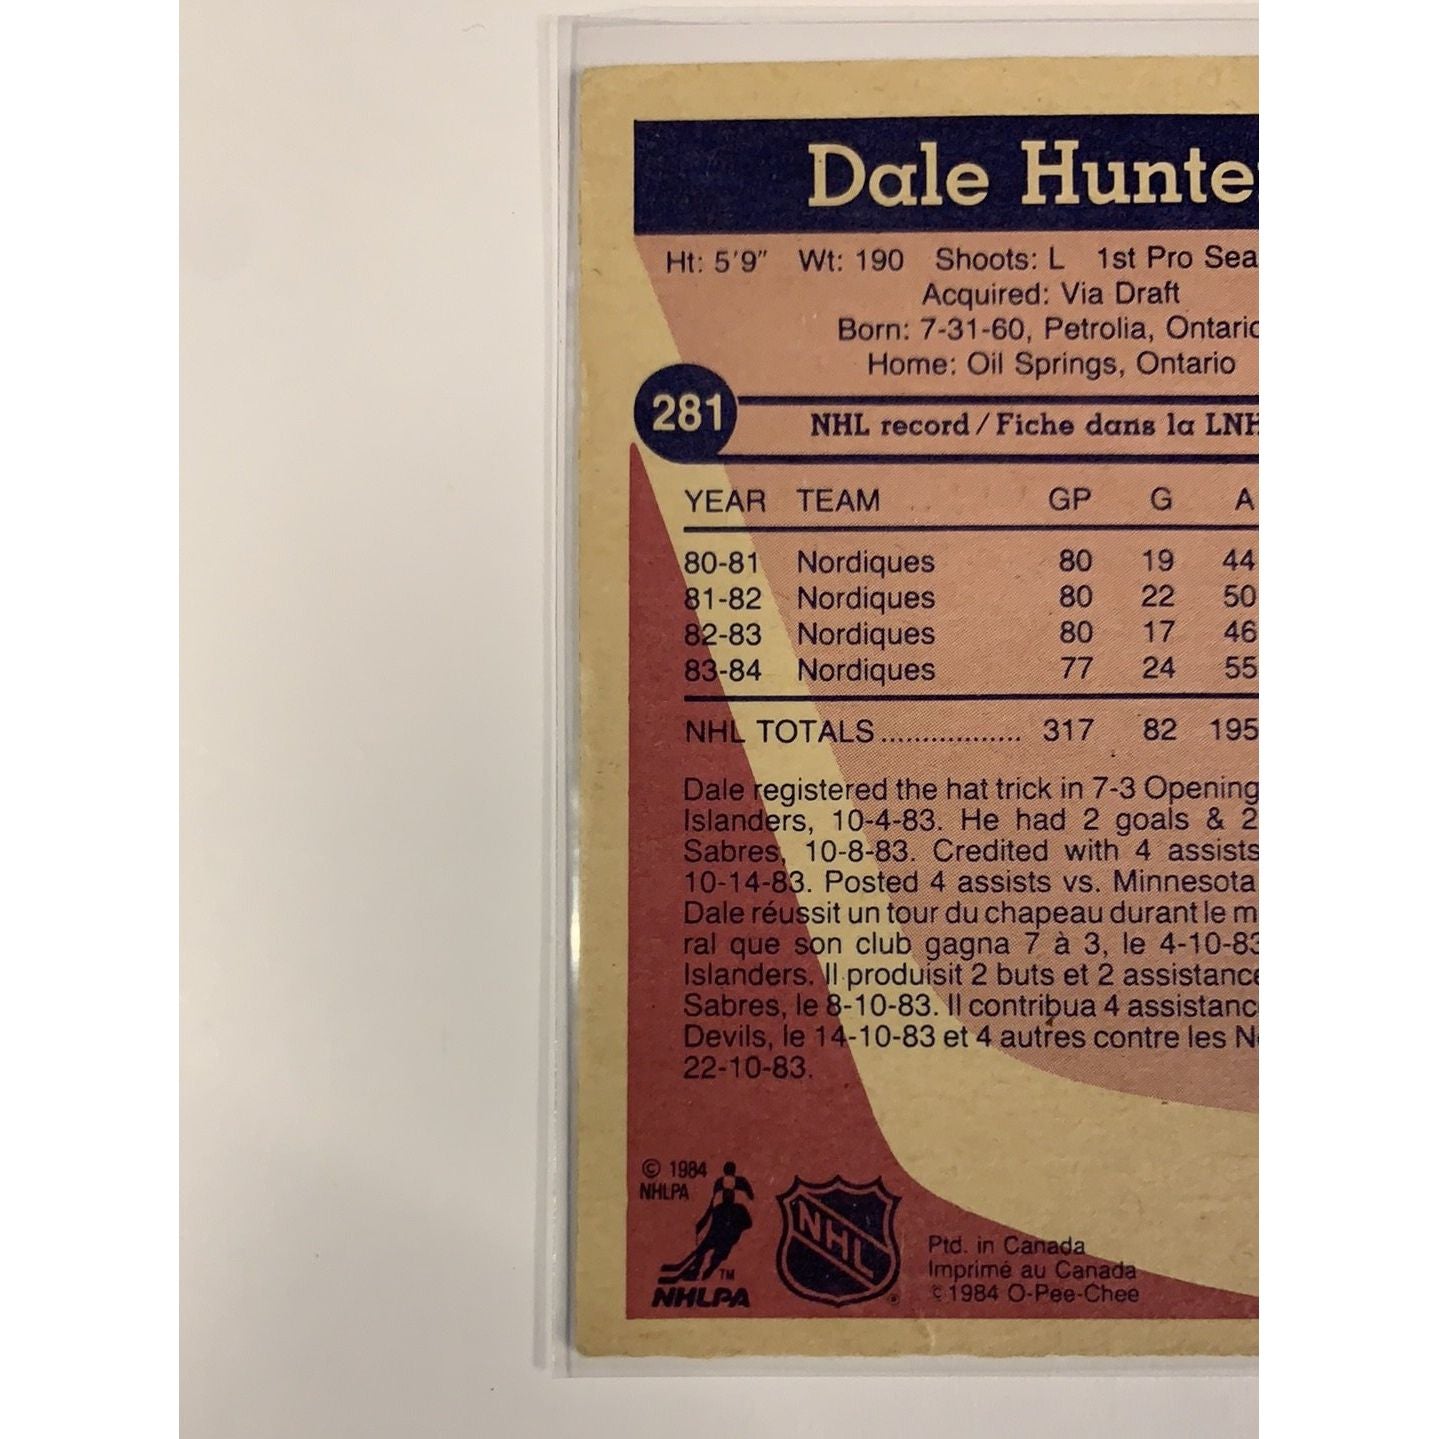 Dale Hunter
Ht: 5'9" Wt: 190 Shoots: L 1st Pro Sea
Acquired: Via Draft
Born: 7-31-60, Petrolia, Ontario
Home: Oil Springs, Ontario
281
NHL record/Fiche dans la LNH
YEAR TEAM GP G A
80-81 Nordiques 80 19 44
81-82 Nordiques 80 22 50
82-83 Nordiques 80 17 46
83-84 Nordiques 77 24 55
NHL TOTALS................. 317 82 195
Dale registered the hat trick in 7-3 Opening
Islanders, 10-4-83. He had 2 goals & 2
Sabres, 10-8-83. Credited with 4 assists
10-14-83. Posted 4 assists vs. Minnesota
Dale réussit un tour du chapeau durant le m
ral que son club gagna 7 à 3, le 4-10-83
Islanders. Il produisit 2 buts et 2 assistance
Sabres, le 8-10-83. Il contribua 4 assistanc
Devils, le 14-10-83 et 4 autres contre les N
22-10-83.
© 1984
NHLPA
TM
NHLPA
NHL
®
Ptd. in Canada
Imprimé au Canada
© 1984 O-Pee-Chee